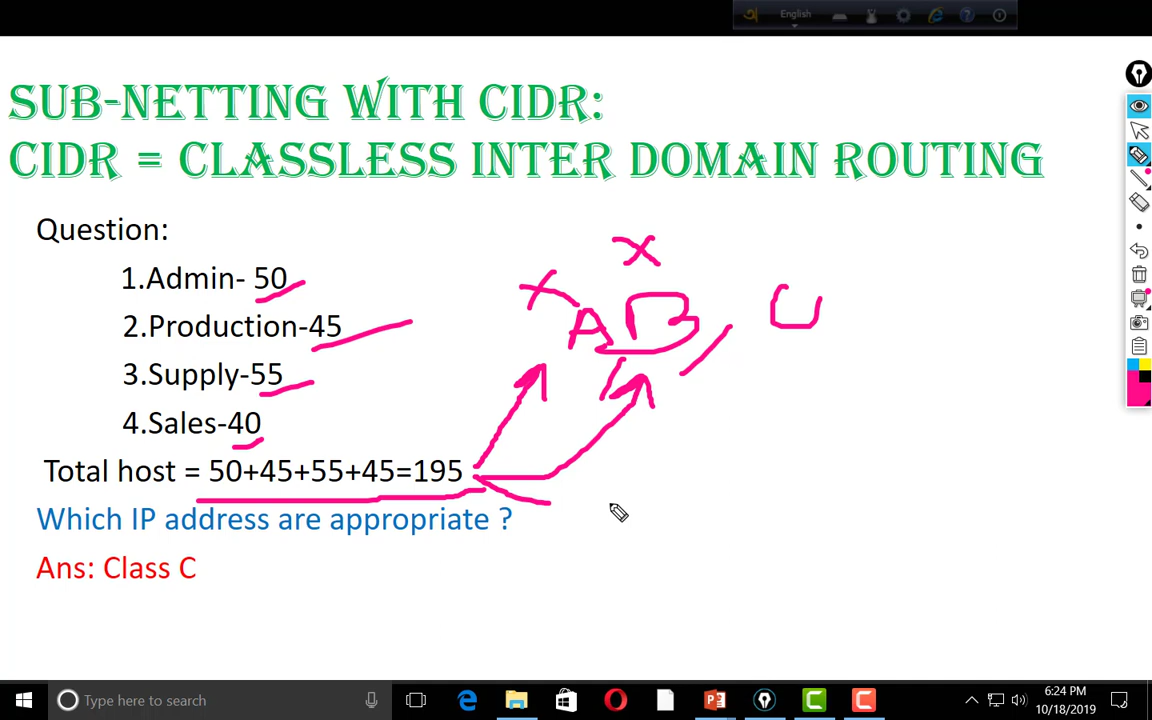 English
SUB-NETTING WITH CIDR:
CIDR = CLASSLESS INTER DOMAIN ROUTING
Question:
1.Admin- 50
2.Production-45
3.Supply-55
4.Sales-40
Total host = 50+45+55+45=195
Which IP address are appropriate ?
Ans: Class C
X
X
A B, C
Type here to search
6:24 PM
10/18/2019